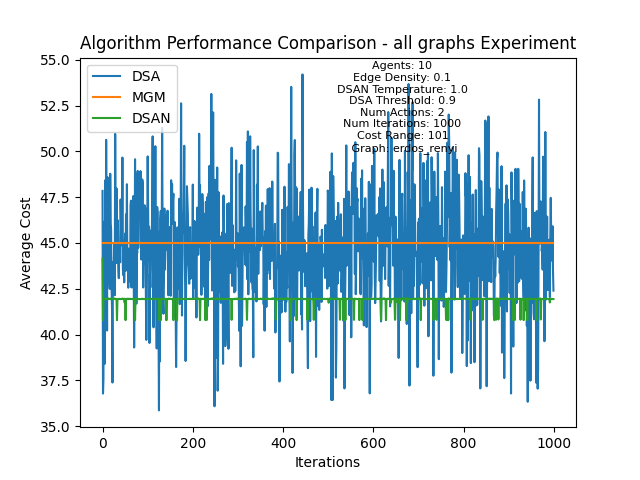 Algorithm Performance Comparison - all graphs Experiment
DSA
MGM
DSAN
Agents: 10
Edge Density: 0.1
DSAN Temperature: 1.0
DSA Threshold: 0.9
Num Actions: 2
Num Iterations: 1000
Cost Range: 101
Graph: erdos_renyi
Average Cost
55.0
52.5
50.0
47.5
45.0
42.5
40.0
37.5
35.0
0
200
400
600
800
1000
Iterations